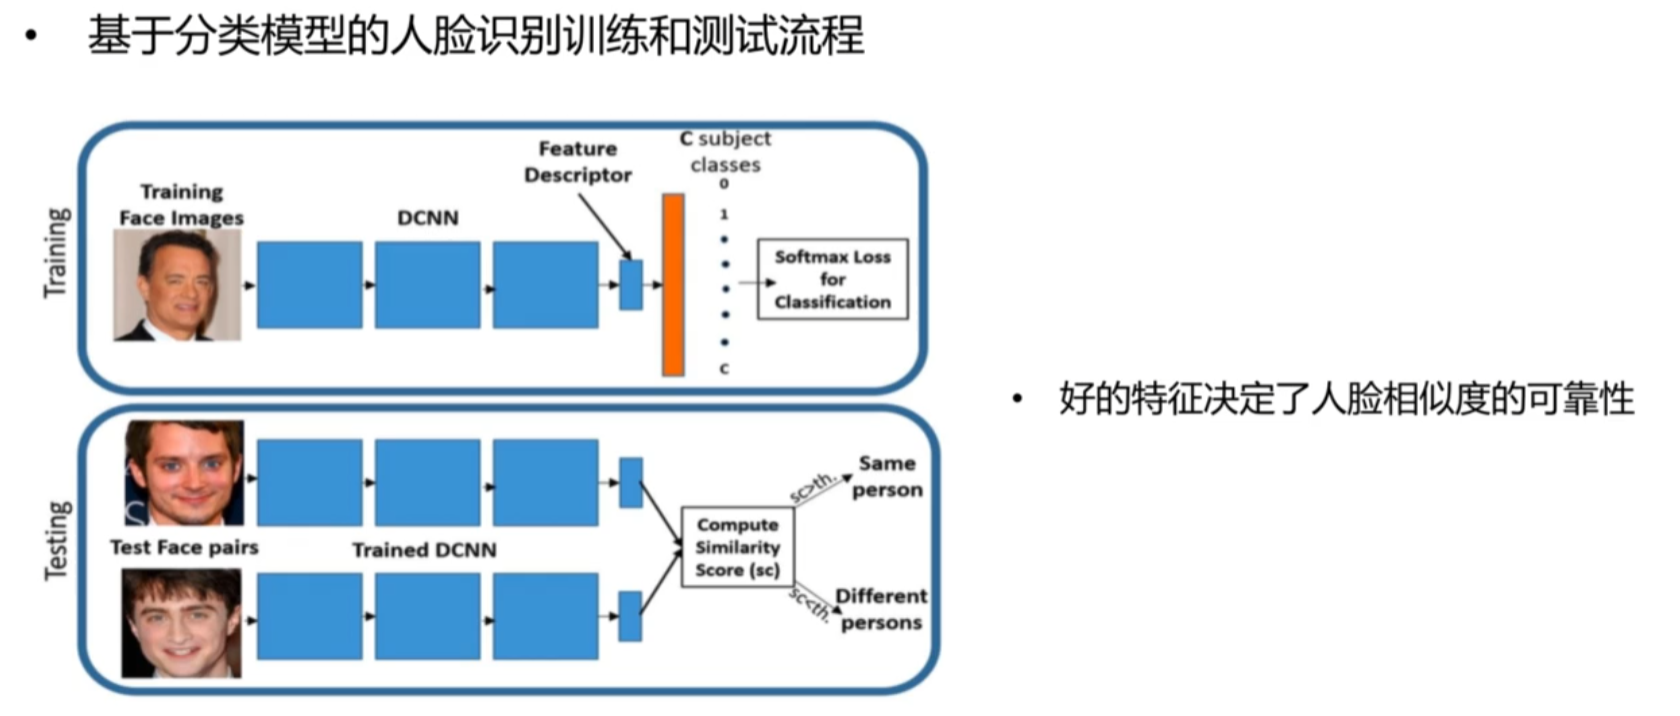 • 基于分类模型的人脸识别训练和测试流程
Training
Training
Face Images
DCNN
Feature
Descriptor
C subject
classes
0
1
C
Softmax Loss
for
Classification
Testing
S
Test Face pairs
Trained DCNN
Compute
Similarity
Score (sc)
sc>th.
Same
person
sc<th.
Different
persons
• 好的特征决定了人脸相似度的可靠性